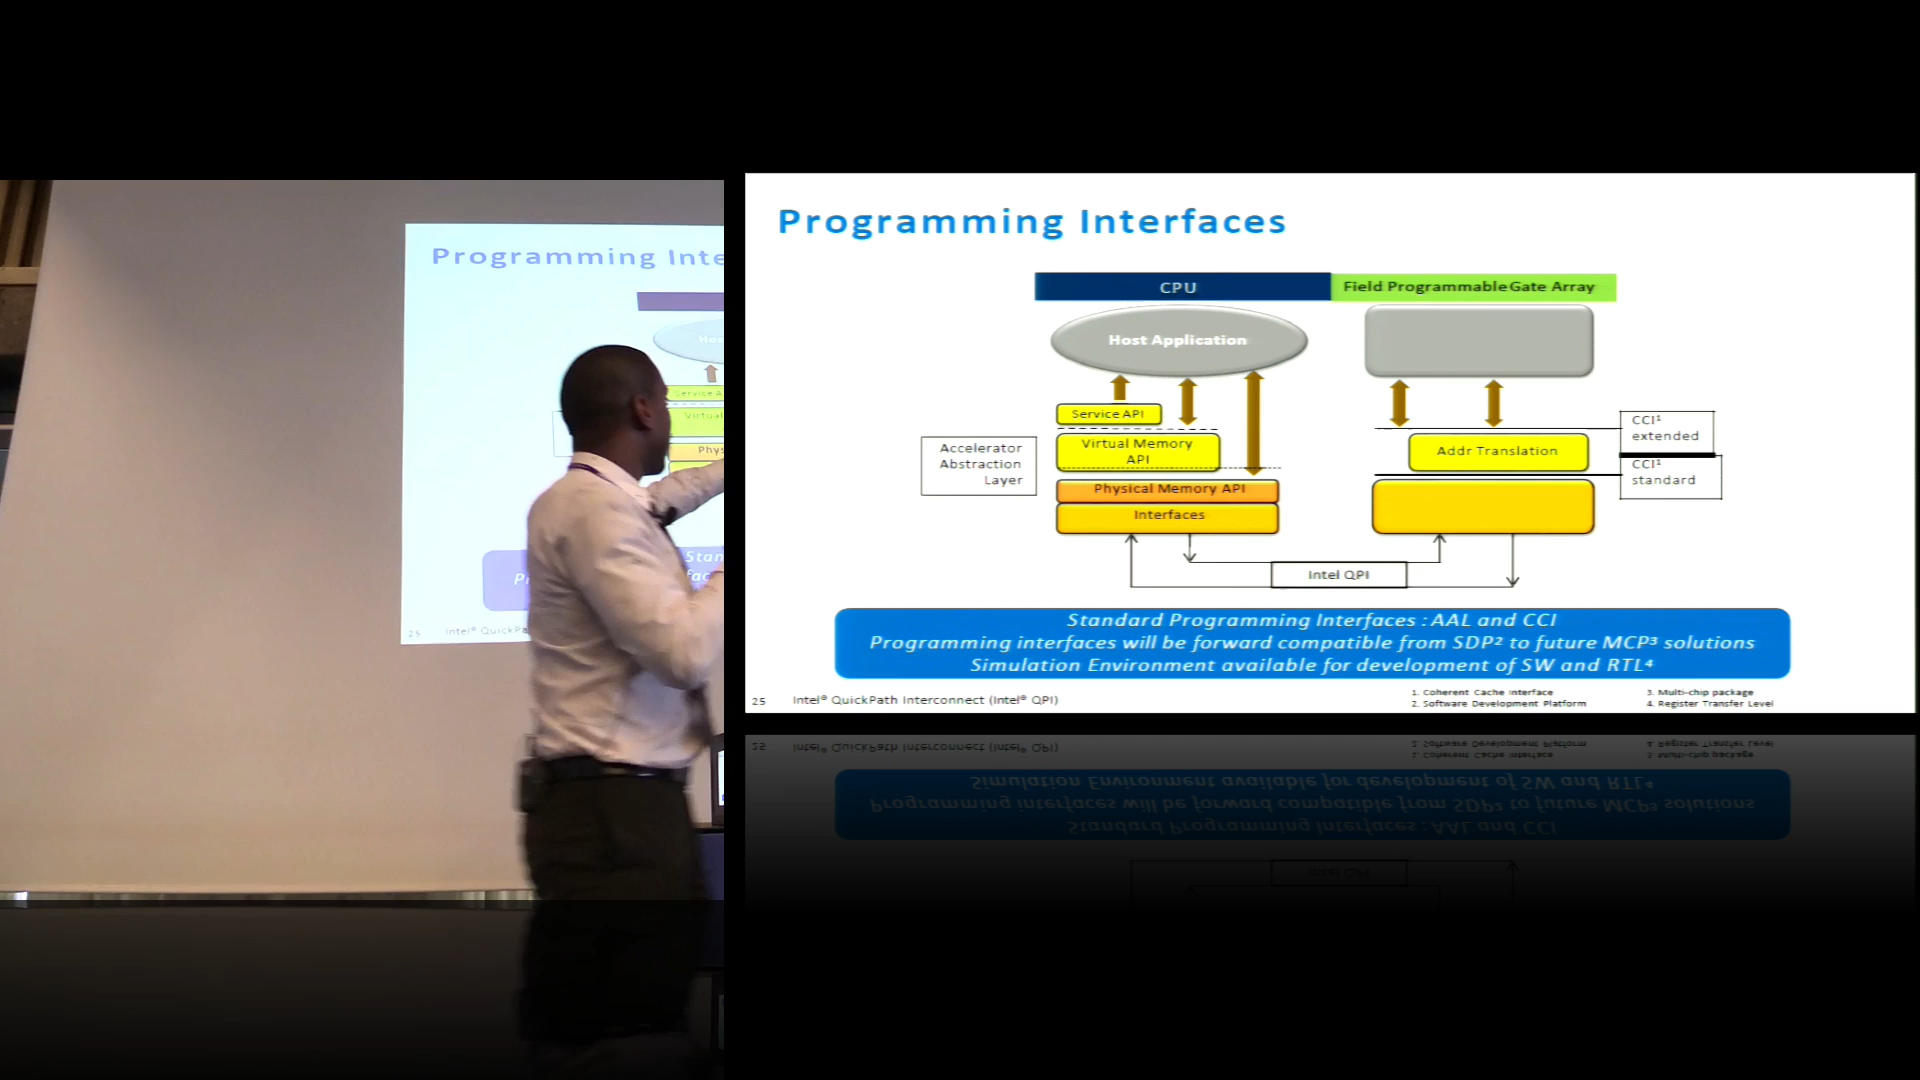 Programming Inte
Service A
Virtual
Phys
Stan
fac
25 Intel® QuickPa
Programming Interfaces
CPU
Field Programmable Gate Array
Host Application
Service API
Virtual Memory
API
Accelerator
Abstraction
Layer
Physical Memory API
Interfaces
Addr Translation
CCI¹
extended
CCI¹
standard
Intel QPI
Standard Programming Interfaces : AAL and CCI
Programming interfaces will be forward compatible from SDP² to future MCP³ solutions
Simulation Environment available for development of SW and RTL⁴
25 Intel® QuickPath Interconnect (Intel® QPI)
1. Coherent Cache Interface
2. Software Development Platform
3. Multi-chip package
4. Register Transfer Level